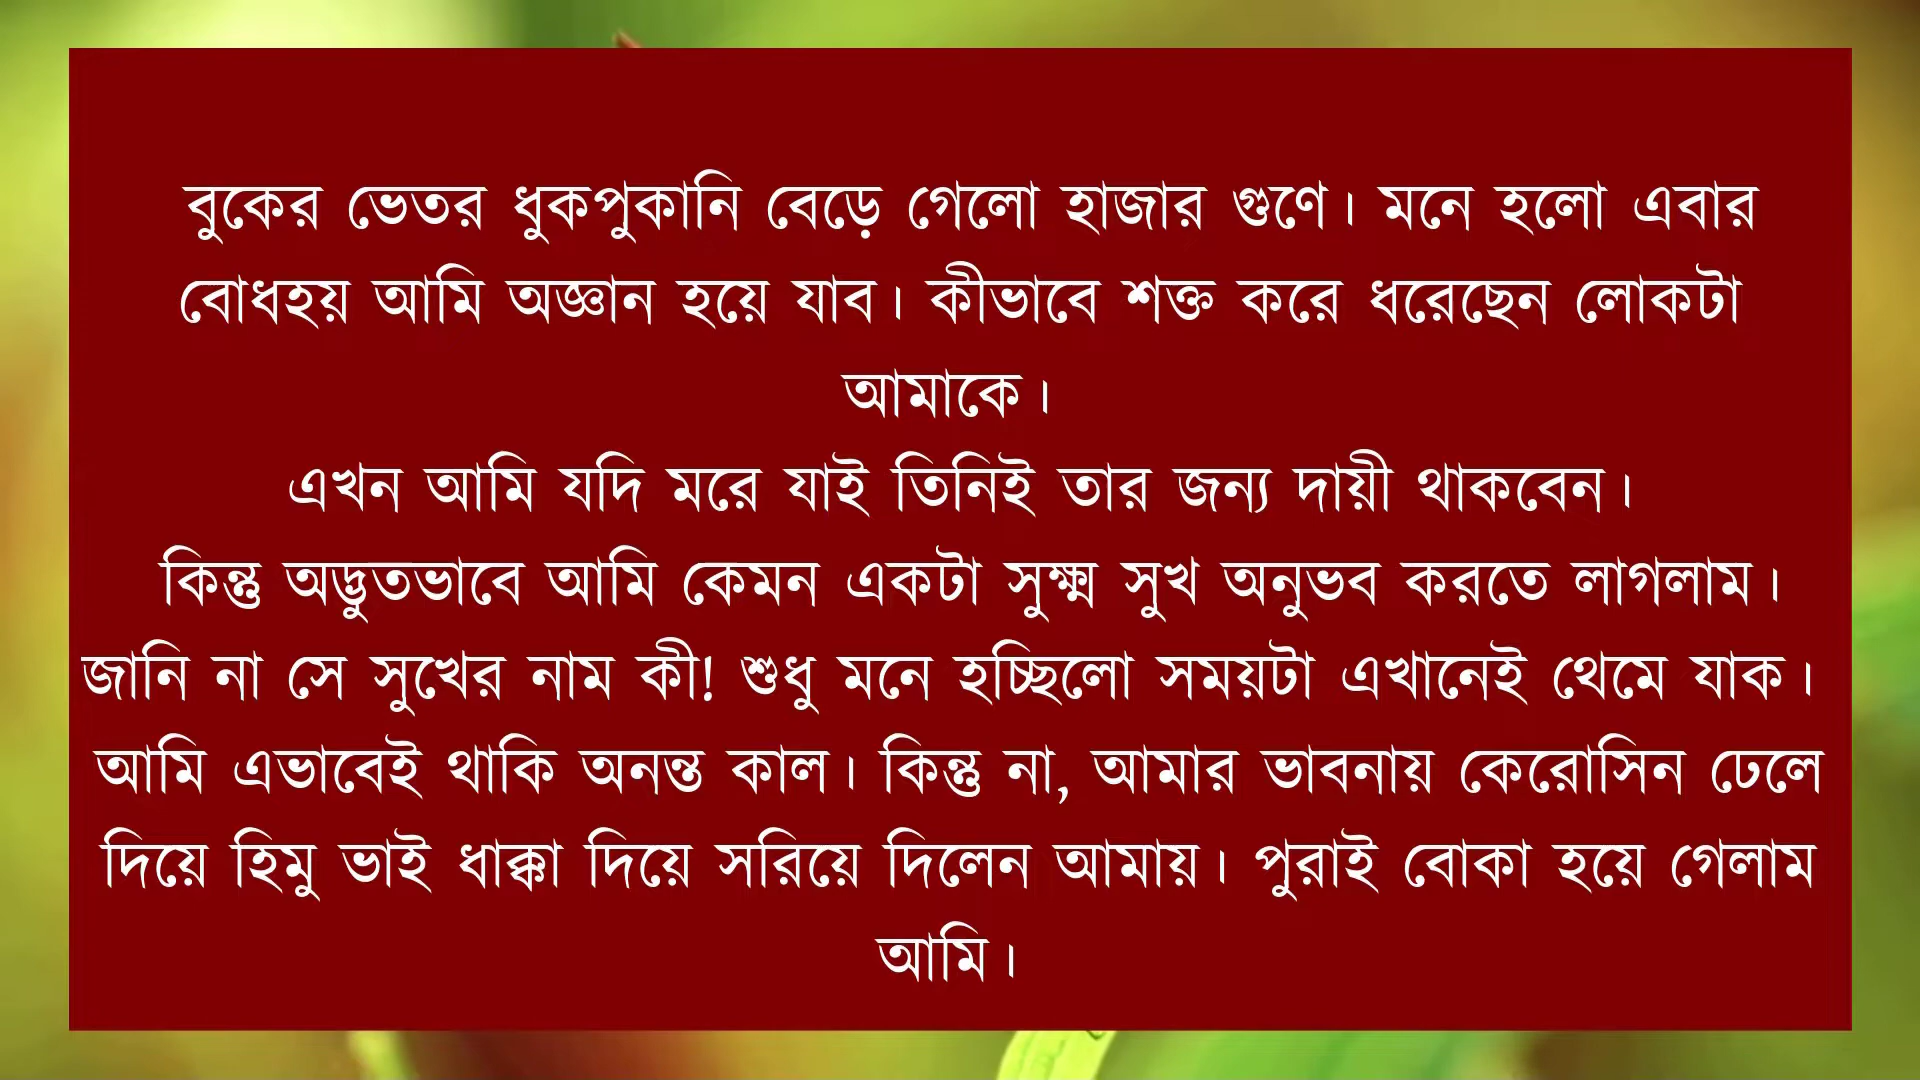 বুকের ভেতর ধুকপুকানি বেড়ে গেলো হাজার গুণে। মনে হলো এবার
বোধহয় আমি অজ্ঞান হয়ে যাব। কীভাবে শক্ত করে ধরেছেন লোকটা
আমাকে।
এখন আমি যদি মরে যাই তিনিই তার জন্য দায়ী থাকবেন।
কিন্তু অদ্ভুতভাবে আমি কেমন একটা সুক্ষ্ম সুখ অনুভব করতে লাগলাম।
জানি না সে সুখের নাম কী! শুধু মনে হচ্ছিলো সময়টা এখানেই থেমে যাক।
আমি এভাবেই থাকি অনন্ত কাল। কিন্তু না, আমার ভাবনায় কেরোসিন ঢেলে
দিয়ে হিমু ভাই ধাক্কা দিয়ে সরিয়ে দিলেন আমায়। পুরাই বোকা হয়ে গেলাম
আমি।